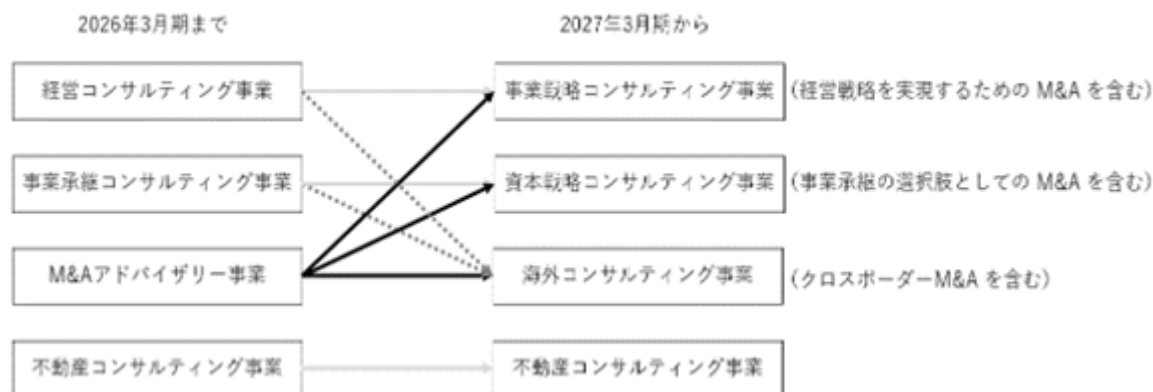 2026年3月期まで
2027年3月期から
経営コンサルティング事業
事業戦略コンサルティング事業
(経営戦略を実現するための M&A を含む)
事業承継コンサルティング事業
資本戦略コンサルティング事業
(事業承継の選択肢としての M&A を含む)
M&Aアドバイザリー事業
海外コンサルティング事業
(クロスボーダーM&A を含む)
不動産コンサルティング事業
不動産コンサルティング事業